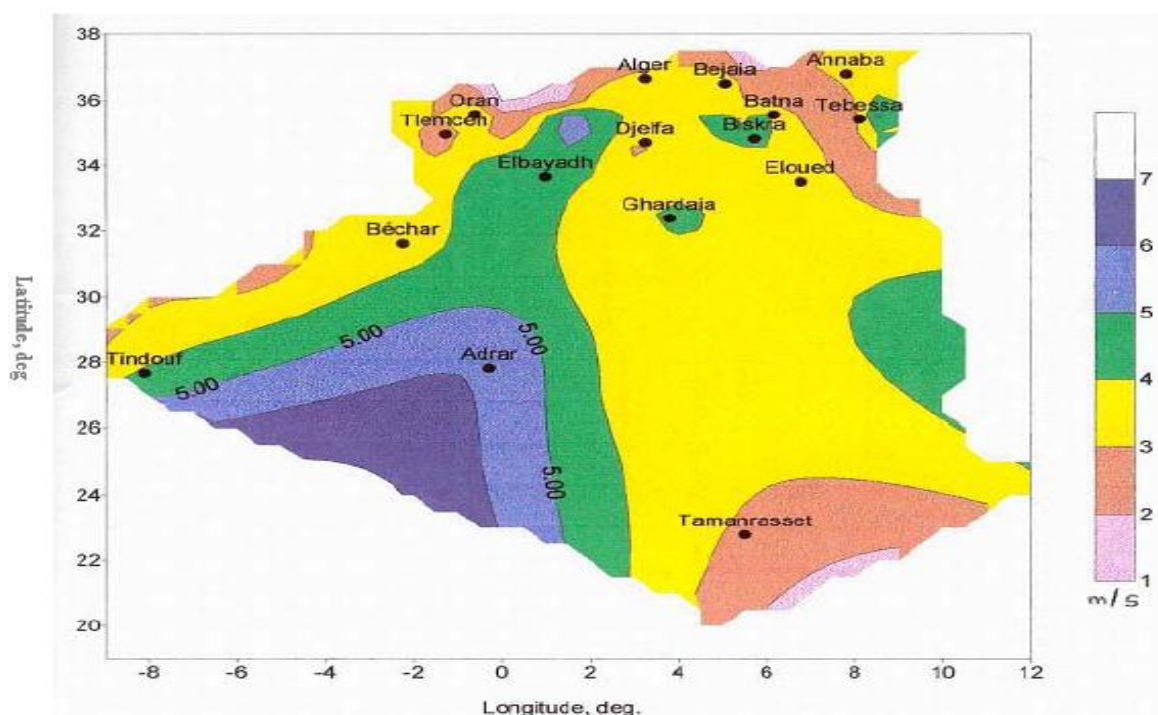 38
36
34
32
30
28
26
24
22
20
Latitude, deg
Alger
Bejaia
Annaba
Oran
Batna
Tebessa
Tlemcen
Djelfa
Biskra
Elbayadh
Eloued
Ghardaia
Béchar
5.00
5.00
Tindouf
Adrar
5.00
5.00
Tamanrasset
-8 -6 -4 -2 0 2 4 6 8 10 12
Longitude, deg.
7
6
5
4
3
2
1
m/s